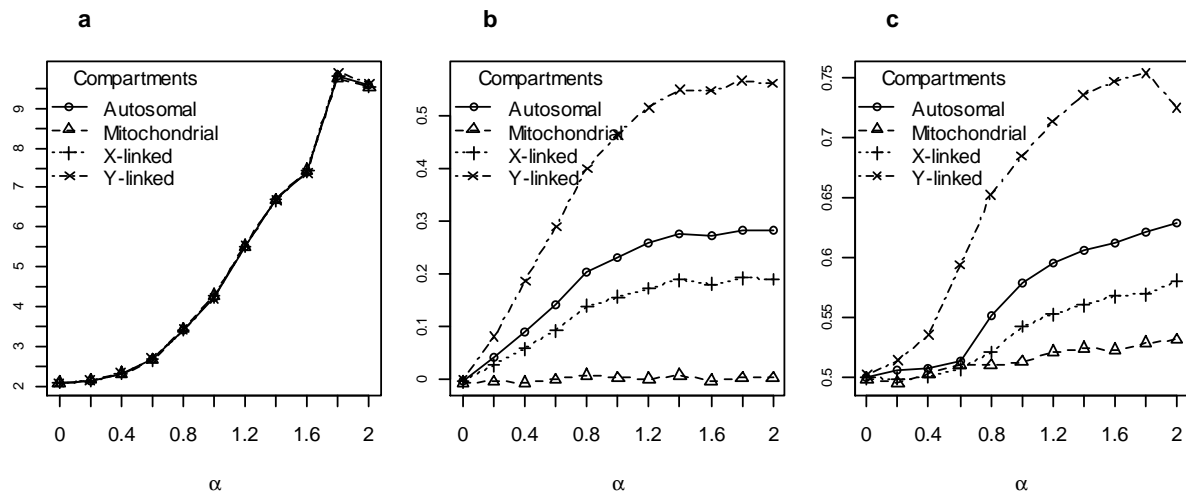 a
b
c
Compartments
Autosomal
Mitochondrial
X-linked
Y-linked
2
3
4
5
6
7
8
9
0
0.4
0.8
1.2
1.6
2
α
Compartments
Autosomal
Mitochondrial
X-linked
Y-linked
0
0.1
0.2
0.3
0.4
0.5
0
0.4
0.8
1.2
1.6
2
α
Compartments
Autosomal
Mitochondrial
X-linked
Y-linked
0.5
0.55
0.6
0.65
0.7
0.75
0
0.4
0.8
1.2
1.6
2
α